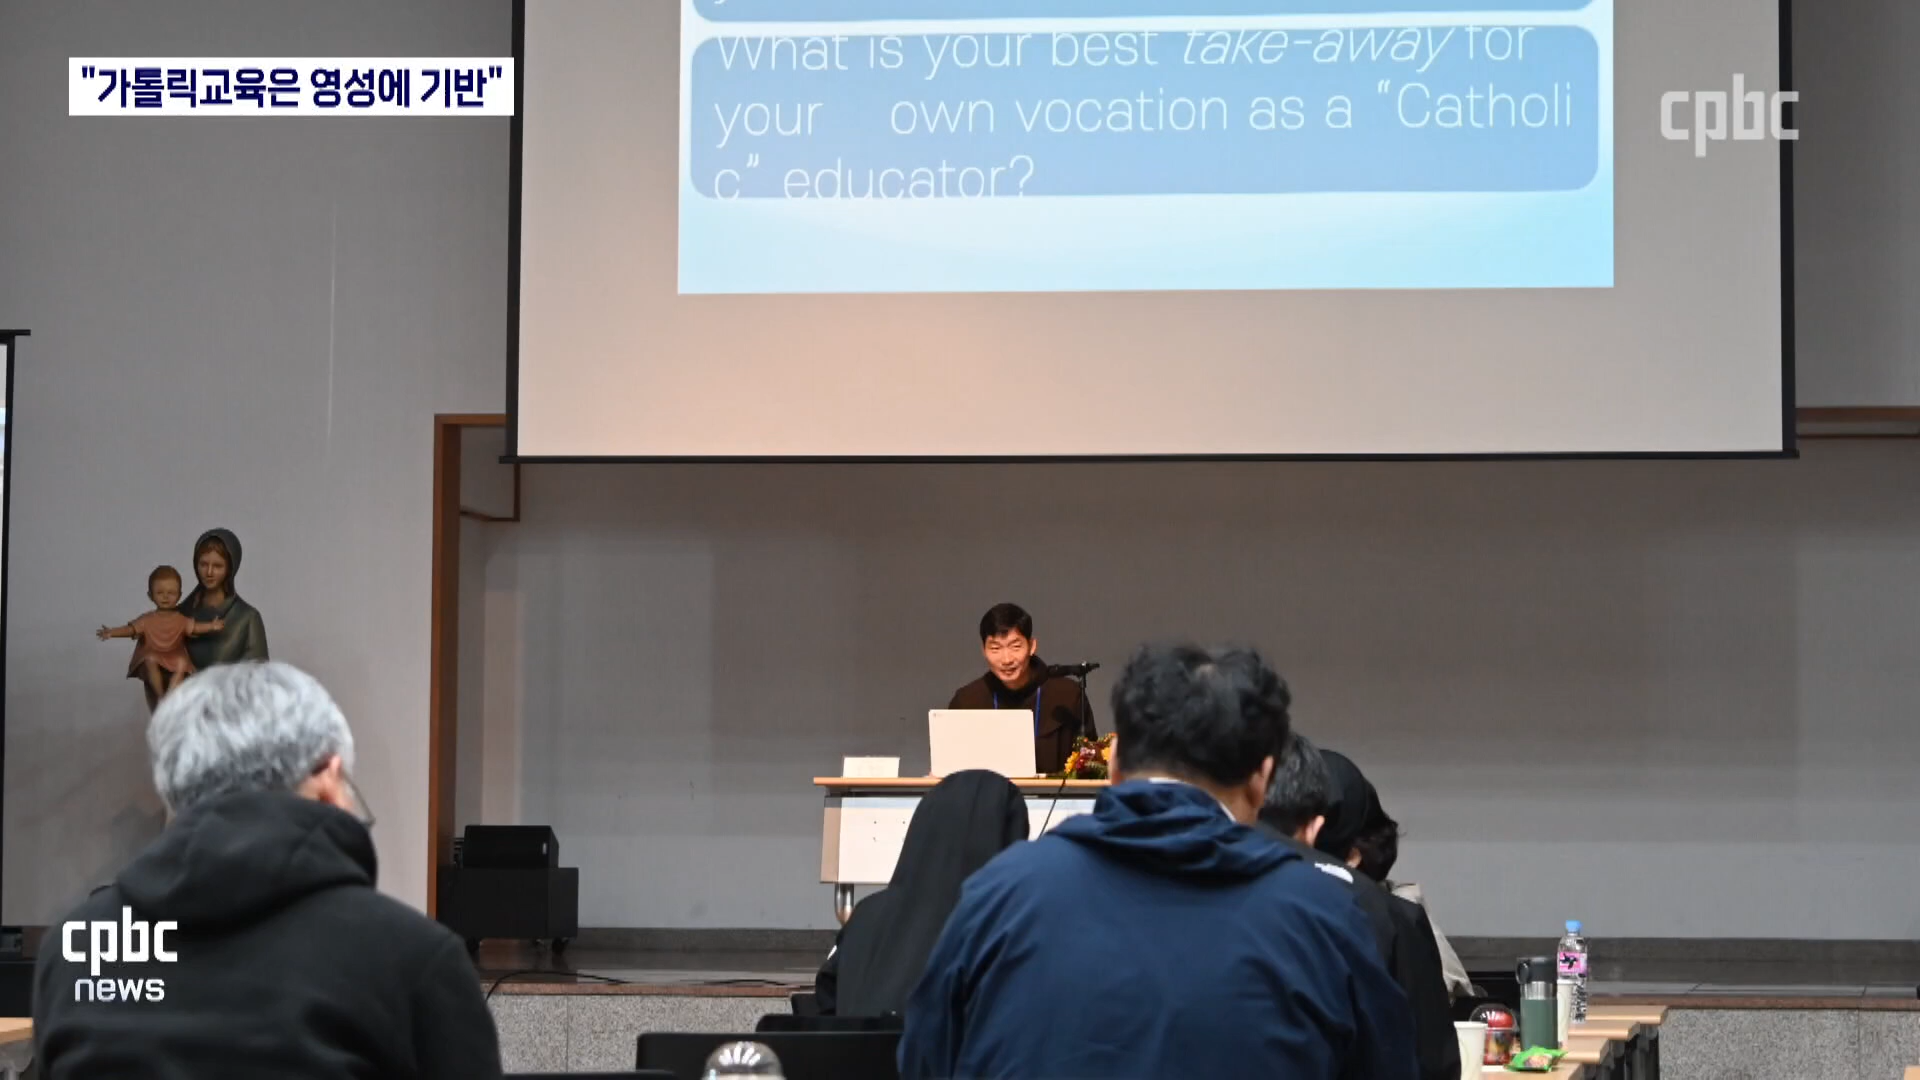 "가톨릭교육은 영성에 기반"
What is your best take-away for
your own vocation as a "Catholi
c" educator?
cpbc
cpbc
news